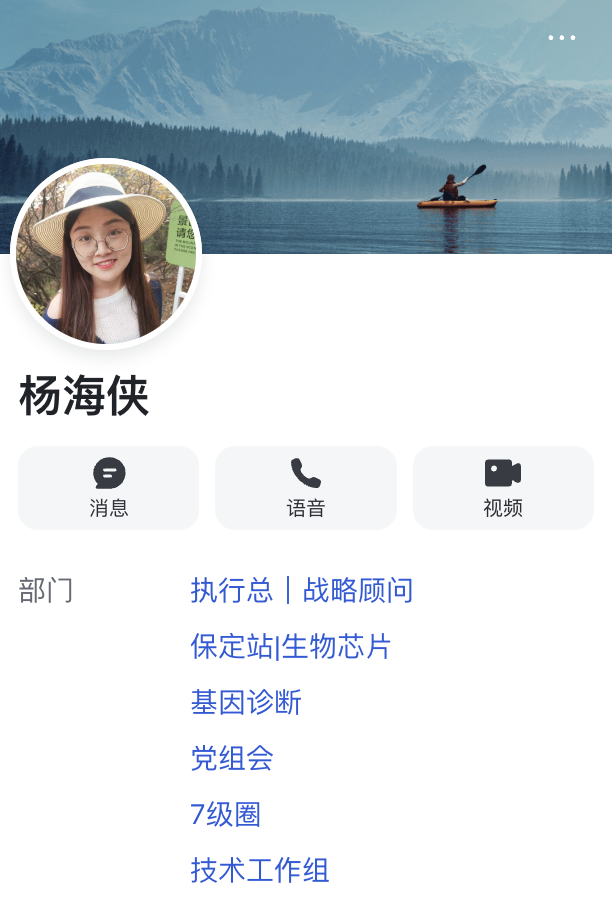 杨海侠
消息
语音
视频
部门
执行总｜战略顾问
保定站|生物芯片
基因诊断
党组会
7级圈
技术工作组